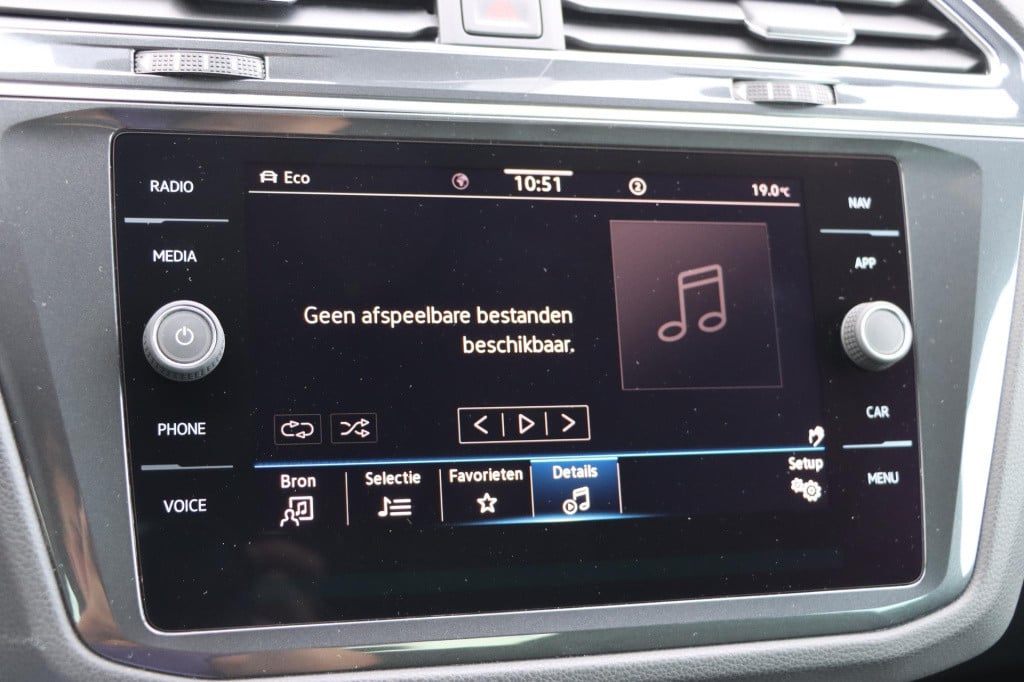 RADIO
MEDIA
PHONE
VOICE
Eco
10:51
2
19.0°C
Geen afspeelbare bestanden
beschikbaar.
Bron
Selectie
Favorieten
Details
Setup
NAV
APP
CAR
MENU